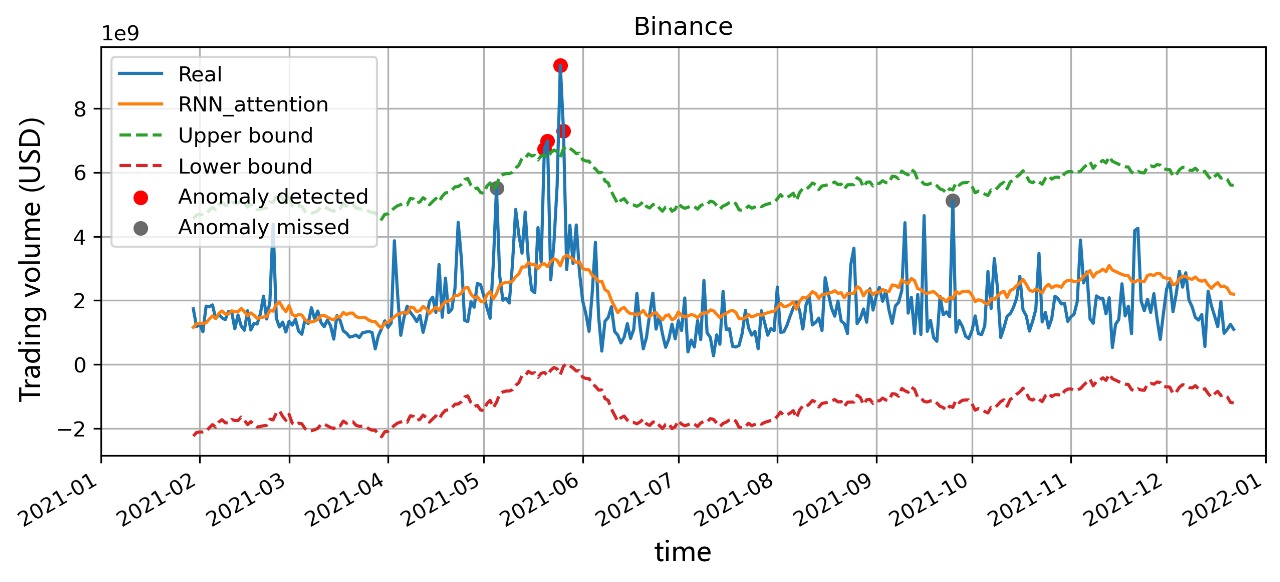 Binance
1e9
Real
RNN_attention
Upper bound
Lower bound
Anomaly detected
Anomaly missed
Trading volume (USD)
8
6
4
2
0
−2
2021-01
2021-02
2021-03
2021-04
2021-05
2021-06
2021-07
2021-08
2021-09
2021-10
2021-11
2021-12
2022-01
time